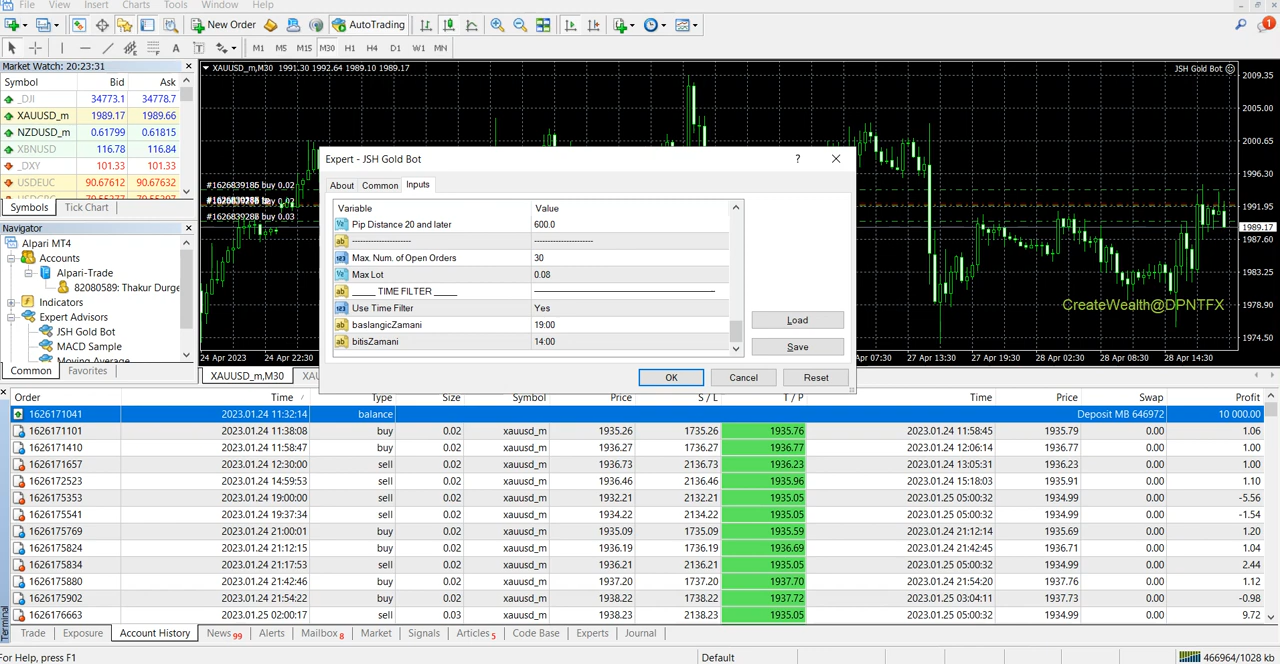 File View Insert Charts Tools Window Help
New Order AutoTrading 1
A T M1 M5 M15 M30 H1 H4 D1 W1 MN
Market Watch: 20:23:31
Symbol Bid Ask
_DJI 34773.1 34778.7
XAUUSD_m 1989.17 1989.66
NZDUSD_m 0.61799 0.61815
XBNUSD 116.78 116.84
_DXY 101.33 101.33
USDEUC 90.67612 90.67632
Symbols Tick Chart
Navigator
Alpari MT4
Accounts
Alpari-Trade
82080589: Thakur Durge
Indicators
Expert Advisors
JSH Gold Bot
MACD Sample
Moving Average
Common Favorites
XAUUSD_m,M30 1991.30 1992.64 1989.10 1989.17
JSH Gold Bot
2009.35
2005.00
2000.65
1996.30
1991.95
1989.17
1987.60
1983.25
1978.90
1974.50
#1626839185 buy 0.02
#1626839286 buy 0.03
CreateWealth@DPNTFX
24 Apr 2023 24 Apr 22:30 27 Apr 13:30 27 Apr 19:30 28 Apr 02:30 28 Apr 08:30 28 Apr 14:30
XAUUSD_m,M30
Expert - JSH Gold Bot ?
About Common Inputs
Variable Value
Pip Distance 20 and later 600.0
---------------------- ----------------------
Max. Num. of Open Orders 30
Max Lot 0.08
_____ TIME FILTER _____
Use Time Filter Yes
baslangicZamani 19:00
bitisZamani 14:00
Load
Save
OK Cancel Reset
Order Time Type Size Symbol Price S / L T / P Time Price Swap Profit
1626171041 2023.01.24 11:32:14 balance Deposit MB 646972 10 000.00
1626171101 2023.01.24 11:38:08 buy 0.02 xauusd_m 1935.26 1735.26 1935.76 2023.01.24 11:58:45 1935.79 0.00 1.06
1626171410 2023.01.24 11:58:47 buy 0.02 xauusd_m 1936.27 1736.27 1936.77 2023.01.24 12:06:14 1936.77 0.00 1.00
1626171657 2023.01.24 12:30:00 sell 0.02 xauusd_m 1936.73 2136.73 1936.23 2023.01.24 13:05:31 1936.23 0.00 1.00
1626172523 2023.01.24 14:59:53 sell 0.02 xauusd_m 1936.46 2136.46 1935.96 2023.01.24 15:18:03 1935.91 0.00 1.10
1626175353 2023.01.24 19:00:00 sell 0.02 xauusd_m 1932.21 2132.21 1935.05 2023.01.25 05:00:32 1934.99 0.00 -5.56
1626175541 2023.01.24 19:37:34 sell 0.02 xauusd_m 1934.22 2134.22 1935.05 2023.01.25 05:00:32 1934.99 0.00 -1.54
1626175769 2023.01.24 21:00:01 buy 0.02 xauusd_m 1935.09 1735.09 1935.59 2023.01.24 21:12:14 1935.69 0.00 1.20
1626175824 2023.01.24 21:12:15 buy 0.02 xauusd_m 1936.19 1736.19 1936.69 2023.01.24 21:42:45 1936.71 0.00 1.04
1626175834 2023.01.24 21:17:53 sell 0.02 xauusd_m 1936.21 2136.21 1935.05 2023.01.25 05:00:32 1934.99 0.00 2.44
1626175880 2023.01.24 21:42:46 buy 0.02 xauusd_m 1937.20 1737.20 1937.70 2023.01.24 21:54:20 1937.76 0.00 1.12
1626175902 2023.01.24 21:54:22 buy 0.02 xauusd_m 1938.22 1738.22 1937.72 2023.01.25 03:04:11 1937.73 0.00 -0.98
1626176663 2023.01.25 02:00:17 sell 0.03 xauusd_m 1938.23 2138.23 1935.05 2023.01.25 05:00:32 1934.99 0.00 9.72
Terminal
Trade Exposure Account History News 99 Alerts Mailbox 8 Market Signals Articles 5 Code Base Experts Journal
For Help, press F1 Default 466964/1028 kb